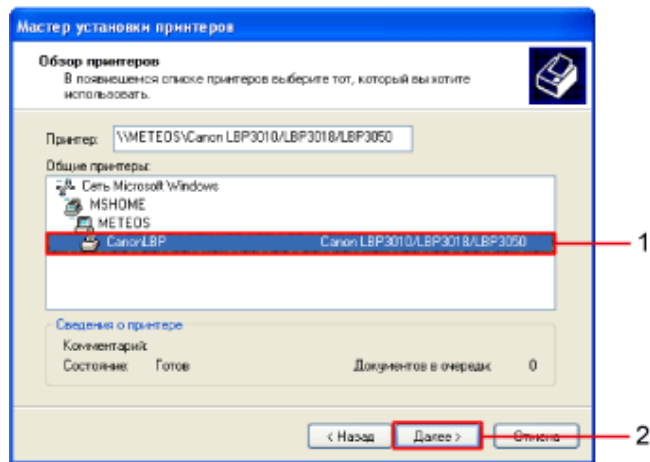 Мастер установки принтеров
Обзор принтеров
В появившемся списке принтеров выберите тот, который вы хотите
использовать.
Принтер: \\METEOS\Canon LBP3010/LBP3018/LBP3050
Общие принтеры:
Сеть Microsoft Windows
MSHOME
METEOS
CanonLBP Canon LBP3010/LBP3018/LBP3050 1
Сведения о принтере
Комментарий:
Состояние: Готов Документов в очереди: 0
< Назад Далее > Отмена 2